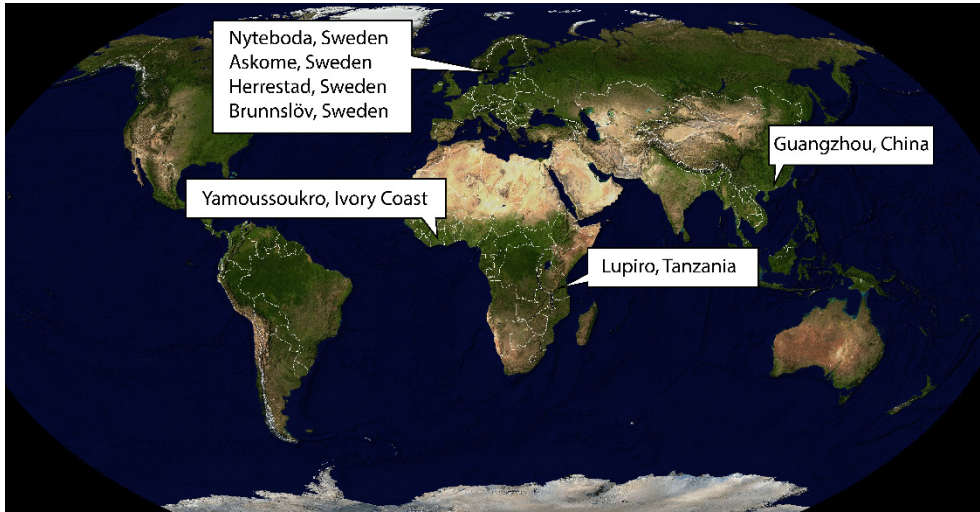 Nyteboda, Sweden
Askome, Sweden
Herrestad, Sweden
Brunnslöv, Sweden
Guangzhou, China
Yamoussoukro, Ivory Coast
Lupiro, Tanzania